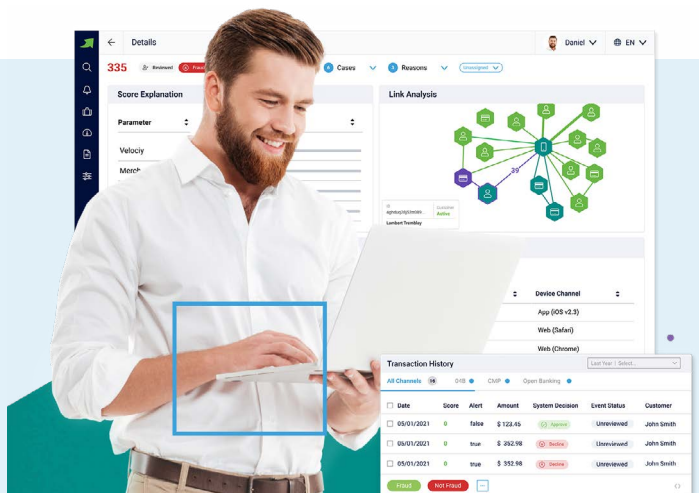 Details
Daniel
EN
335
Reviewed
6 Cases
3 Reasons
Unassigned
Score Explanation
Link Analysis
Parameter
Velociy
Merch
39
ID
Customer
Active
Lambert Trembley
Device Channel
App (iOS v2.3)
Web (Safari)
Web (Chrome)
Transaction History
Last Year | Select...
All Channels
CMP
Open Banking
Date Score Alert Amount System Decision Event Status Customer
05/01/2021 0 false $ 123.45 Approve Unreviewed John Smith
05/01/2021 0 true $ 352.98 Decline Unreviewed John Smith
05/01/2021 0 true $ 352.98 Decline Unreviewed John Smith
Fraud
Not Fraud